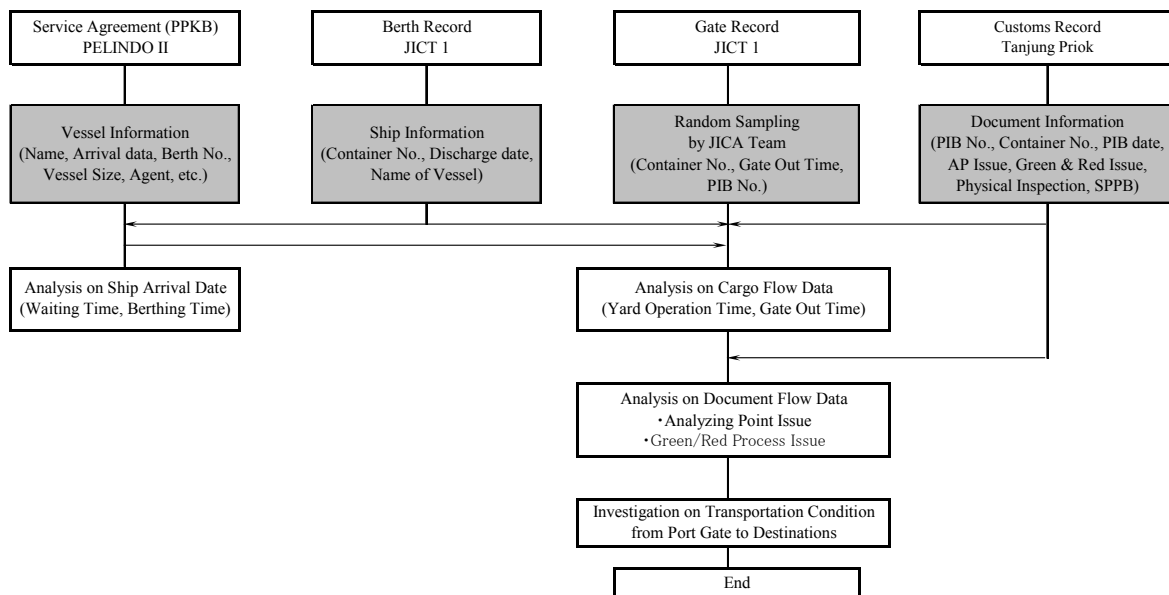 Service Agreement (PPKB)
PELINDO II
Berth Record
JICT 1
Gate Record
JICT 1
Customs Record
Tanjung Priok
Vessel Information
(Name, Arrival data, Berth No.,
Vessel Size, Agent, etc.)
Ship Information
(Container No., Discharge date,
Name of Vessel)
Random Sampling
by JICA Team
(Container No., Gate Out Time,
PIB No.)
Document Information
(PIB No., Container No., PIB date,
AP Issue, Green & Red Issue,
Physical Inspection, SPPB)
Analysis on Ship Arrival Date
(Waiting Time, Berthing Time)
Analysis on Cargo Flow Data
(Yard Operation Time, Gate Out Time)
Analysis on Document Flow Data
・Analyzing Point Issue
・Green/Red Process Issue
Investigation on Transportation Condition
from Port Gate to Destinations
End